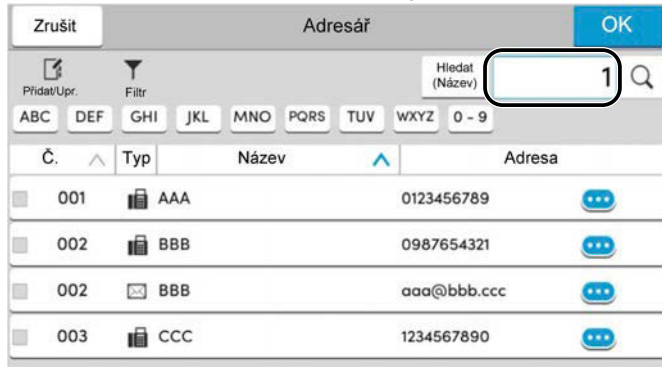 Zrušit Adresář OK
Přidat/Upr. Filtr Hledat (Název) 1
ABC DEF GHI JKL MNO PQRS TUV WXYZ 0 - 9
Č. Typ Název Adresa
001 AAA 0123456789
002 BBB 0987654321
002 BBB aaa@bbb.ccc
003 CCC 1234567890